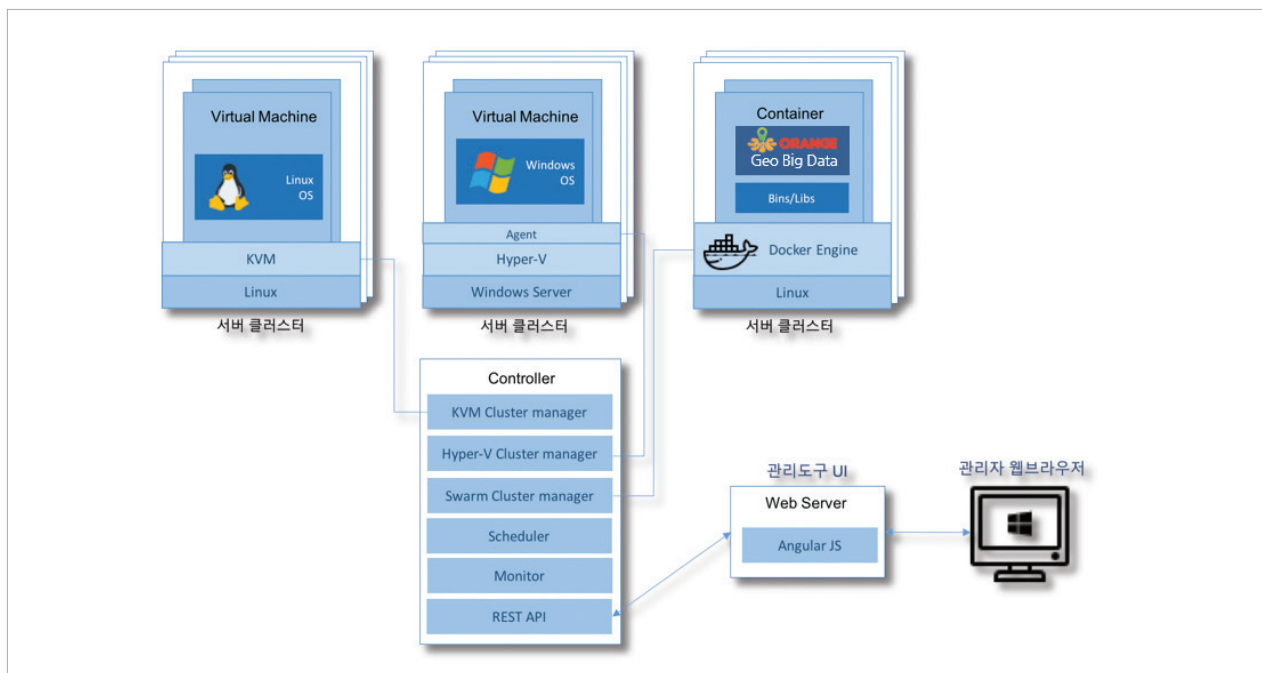 Virtual Machine
Linux
OS
KVM
Linux
서버 클러스터
Virtual Machine
Windows
OS
Agent
Hyper-V
Windows Server
서버 클러스터
Container
ORANGE
Geo Big Data
Bins/Libs
Docker Engine
Linux
서버 클러스터
Controller
KVM Cluster manager
Hyper-V Cluster manager
Swarm Cluster manager
Scheduler
Monitor
REST API
관리도구 UI
Web Server
Angular JS
관리자 웹브라우저